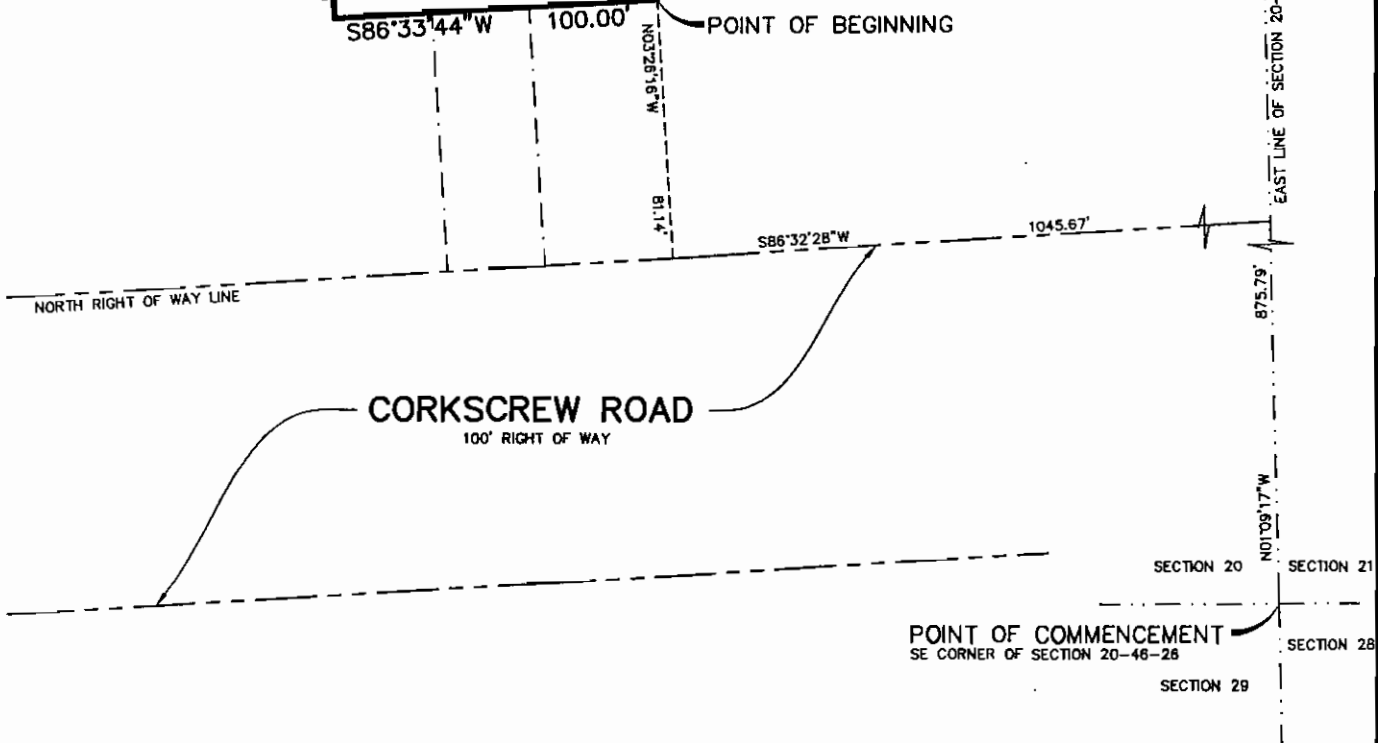 S86°33'44"W 100.00'
POINT OF BEGINNING
N03°26'16"W
81.14'
EAST LINE OF SECTION 20-
S86°32'28"W
1045.67'
875.79'
NORTH RIGHT OF WAY LINE
CORKSCREW ROAD
100' RIGHT OF WAY
N01°09'17"W
SECTION 20
SECTION 21
POINT OF COMMENCEMENT
SE CORNER OF SECTION 20-46-26
SECTION 28
SECTION 29